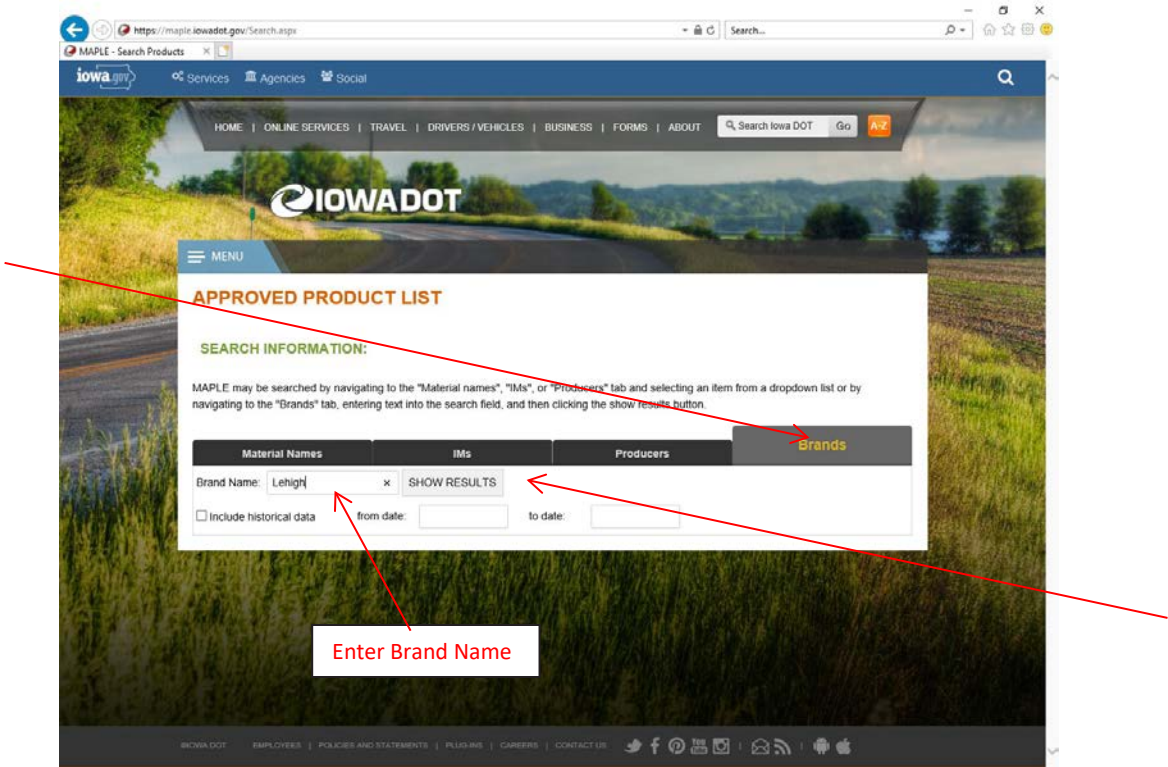 https://maple.iowadot.gov/Search.aspx
Search...
MAPLE - Search Products
iowa.gov Services Agencies Social
HOME | ONLINE SERVICES | TRAVEL | DRIVERS / VEHICLES | BUSINESS | FORMS | ABOUT Search Iowa DOT Go A-Z
IOWADOT
MENU
APPROVED PRODUCT LIST
SEARCH INFORMATION:
MAPLE may be searched by navigating to the "Material names", "IMs", or "Producers" tab and selecting an item from a dropdown list or by
navigating to the "Brands" tab, entering text into the search field, and then clicking the show results button.
Material Names IMs Producers Brands
Brand Name: Lehigh SHOW RESULTS
Include historical data from date: to date:
Enter Brand Name
EMPLOYEES | POLICIES AND STATEMENTS | PLUG-INS | CAREERS | CONTACT US You Tube